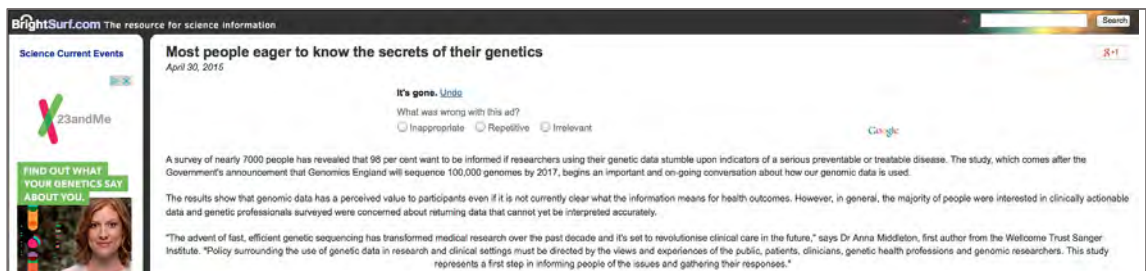 BrightSurf.com The resource for science information
Search
Science Current Events
23andMe
FIND OUT WHAT
YOUR GENETICS SAY
ABOUT YOU.
Most people eager to know the secrets of their genetics
April 30, 2015
g+1
It's gone. Undo
What was wrong with this ad?
Inappropriate Repetitive Irrelevant
Google
A survey of nearly 7000 people has revealed that 98 per cent want to be informed if researchers using their genetic data stumble upon indicators of a serious preventable or treatable disease. The study, which comes after the
Government's announcement that Genomics England will sequence 100,000 genomes by 2017, begins an important and on-going conversation about how our genomic data is used.
The results show that genomic data has a perceived value to participants even if it is not currently clear what the information means for health outcomes. However, in general, the majority of people were interested in clinically actionable
data and genetic professionals surveyed were concerned about returning data that cannot yet be interpreted accurately.
"The advent of fast, efficient genetic sequencing has transformed medical research over the past decade and it's set to revolutionise clinical care in the future," says Dr Anna Middleton, first author from the Wellcome Trust Sanger
Institute. "Policy surrounding the use of genetic data in research and clinical settings must be directed by the views and experiences of the public, patients, clinicians, genetic health professions and genomic researchers. This study
represents a first step in informing people of the issues and gathering their responses."